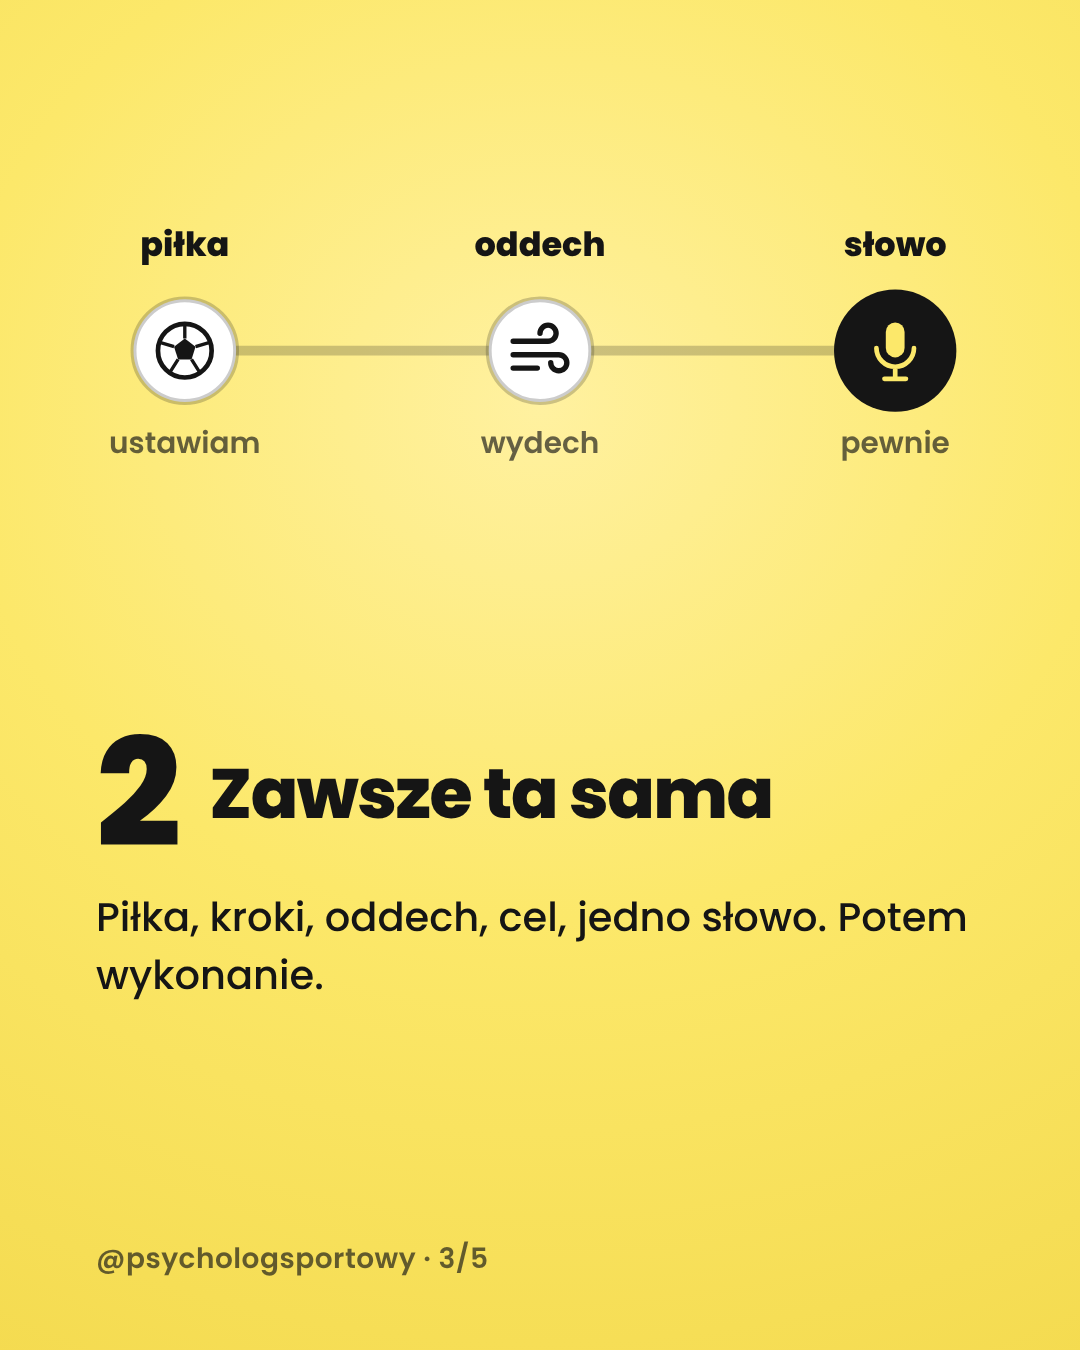 piłka oddech słowo
ustawiam wydech pewnie
2 Zawsze ta sama
Piłka, kroki, oddech, cel, jedno słowo. Potem
wykonanie.
@psychologsportowy · 3/5